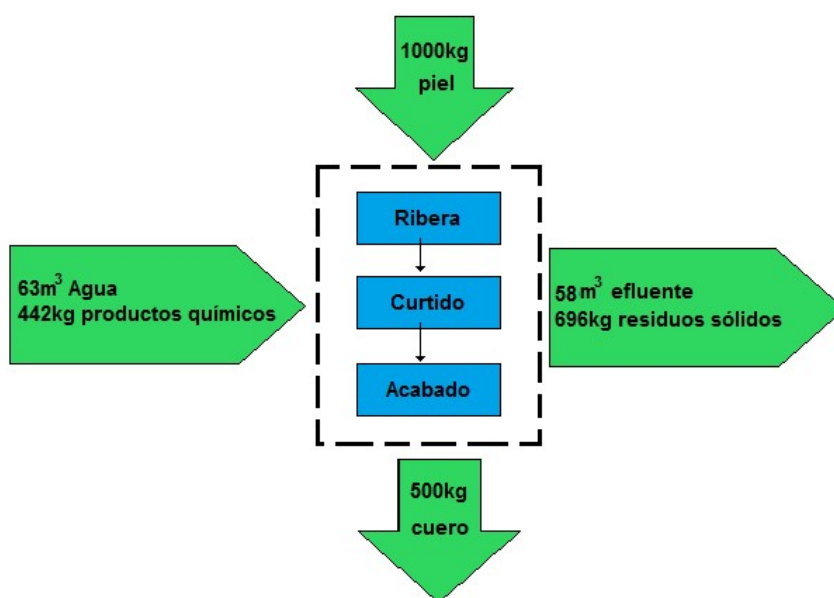 1000kg
piel
Ribera
63m³ Agua
442kg productos químicos
Curtido
58m³ efluente
696kg residuos sólidos
Acabado
500kg
cuero